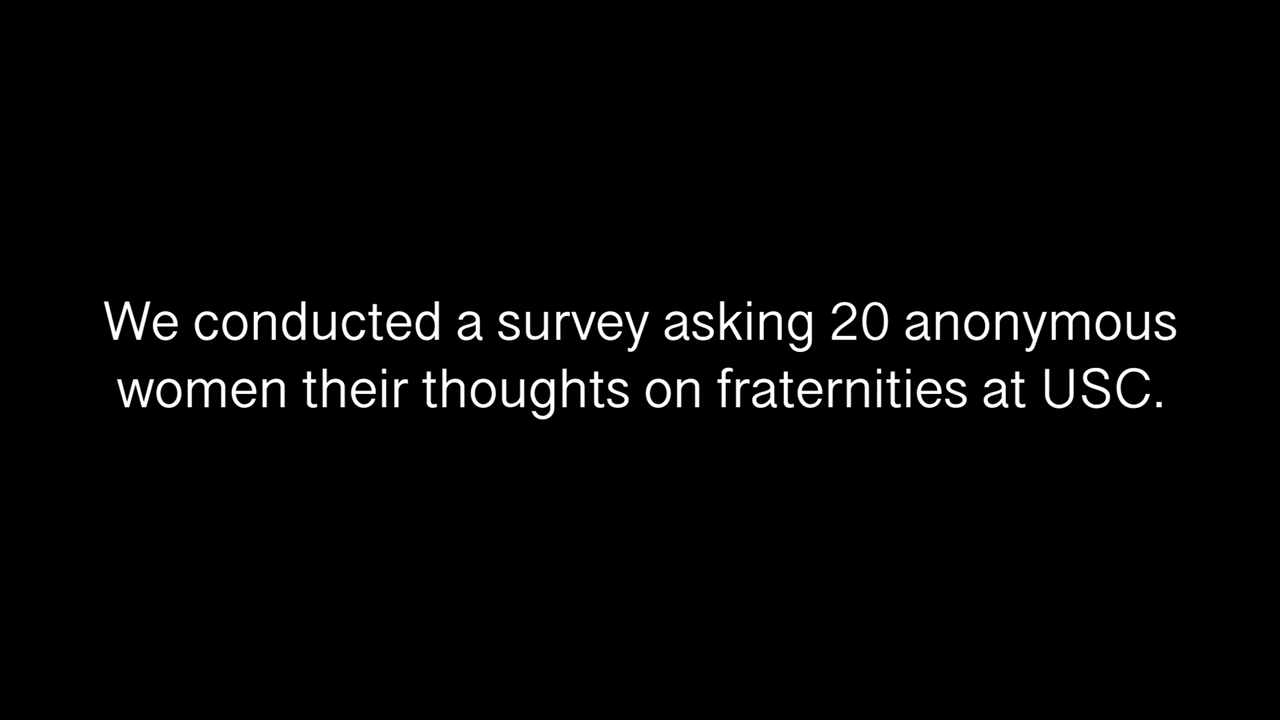 We conducted a survey asking 20 anonymous
women their thoughts on fraternities at USC.